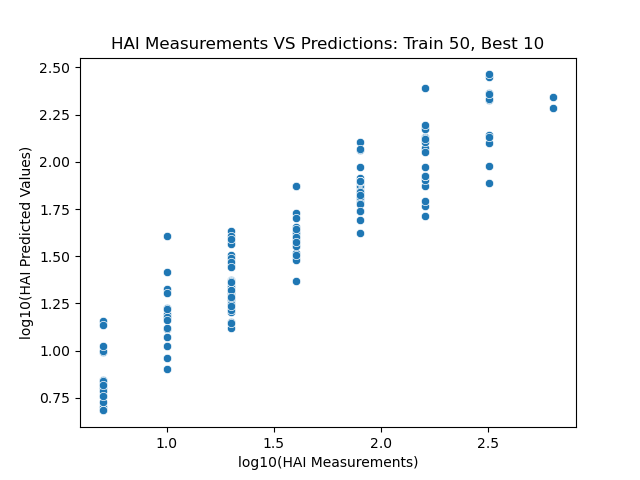 HAI Measurements VS Predictions: Train 50, Best 10
2.50
2.25
2.00
1.75
1.50
1.25
1.00
0.75
log10(HAI Predicted Values)
1.0 1.5 2.0 2.5
log10(HAI Measurements)